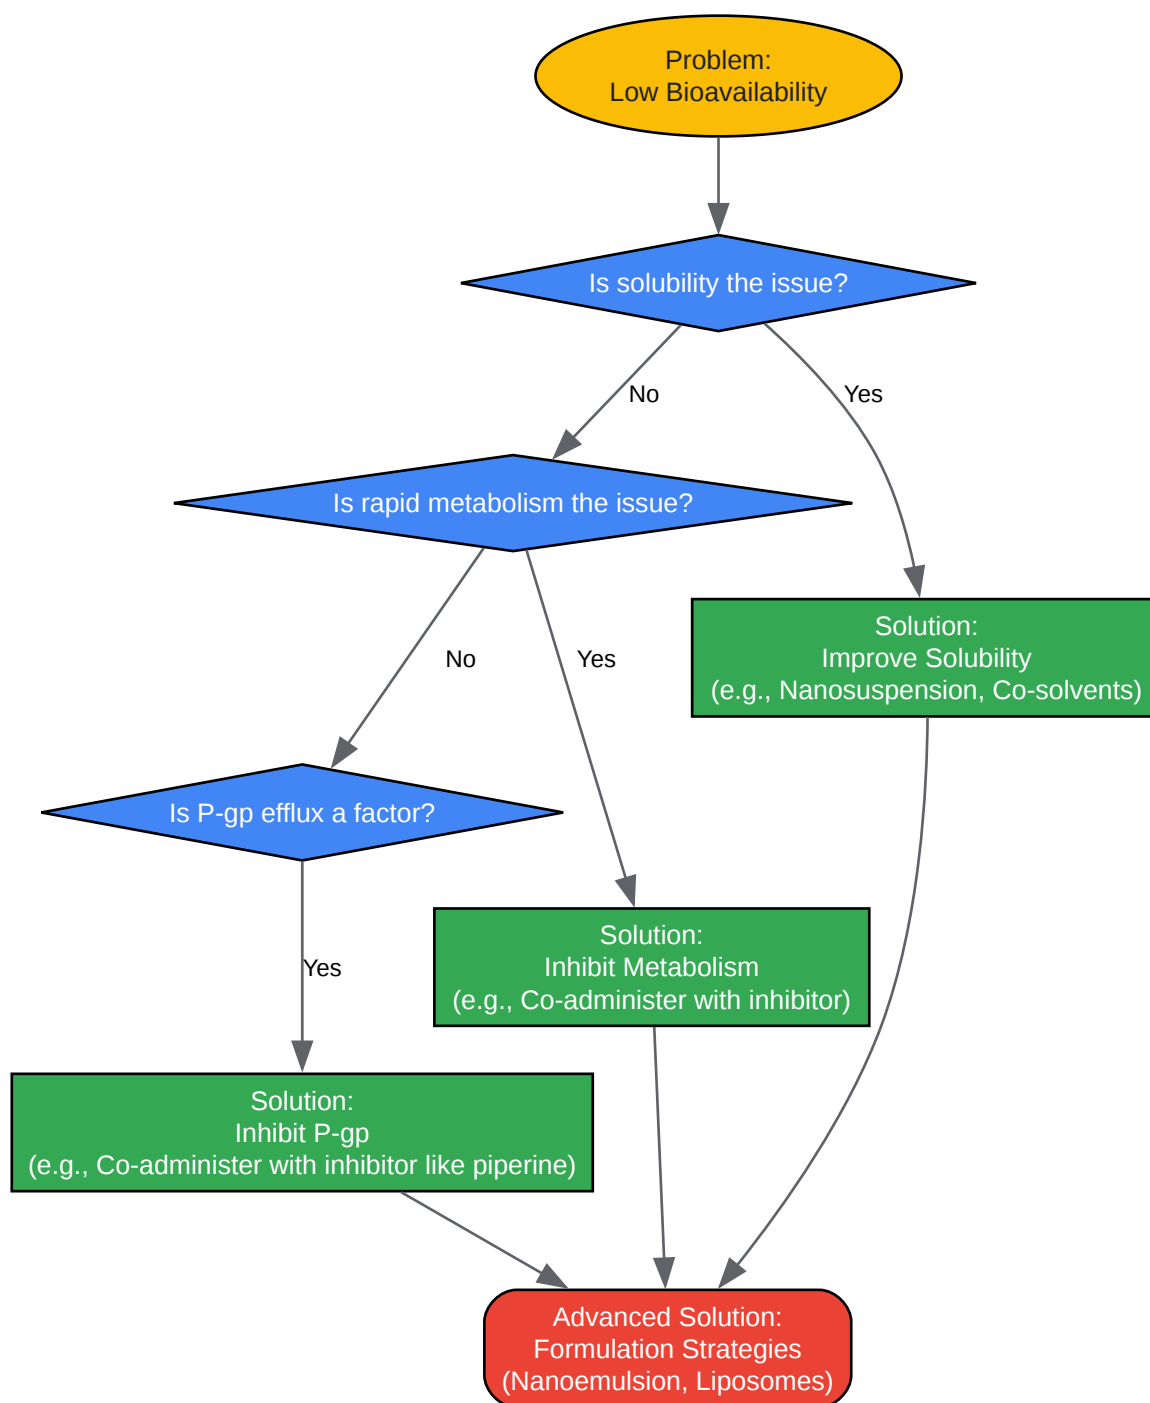 Problem:
Low Bioavailability
Is solubility the issue?
No
Yes
Is rapid metabolism the issue?
Solution:
Improve Solubility
(e.g., Nanosuspension, Co-solvents)
No
Yes
Is P-gp efflux a factor?
Solution:
Inhibit Metabolism
(e.g., Co-administer with inhibitor)
Yes
Solution:
Inhibit P-gp
(e.g., Co-administer with inhibitor like piperine)
Advanced Solution:
Formulation Strategies
(Nanoemulsion, Liposomes)